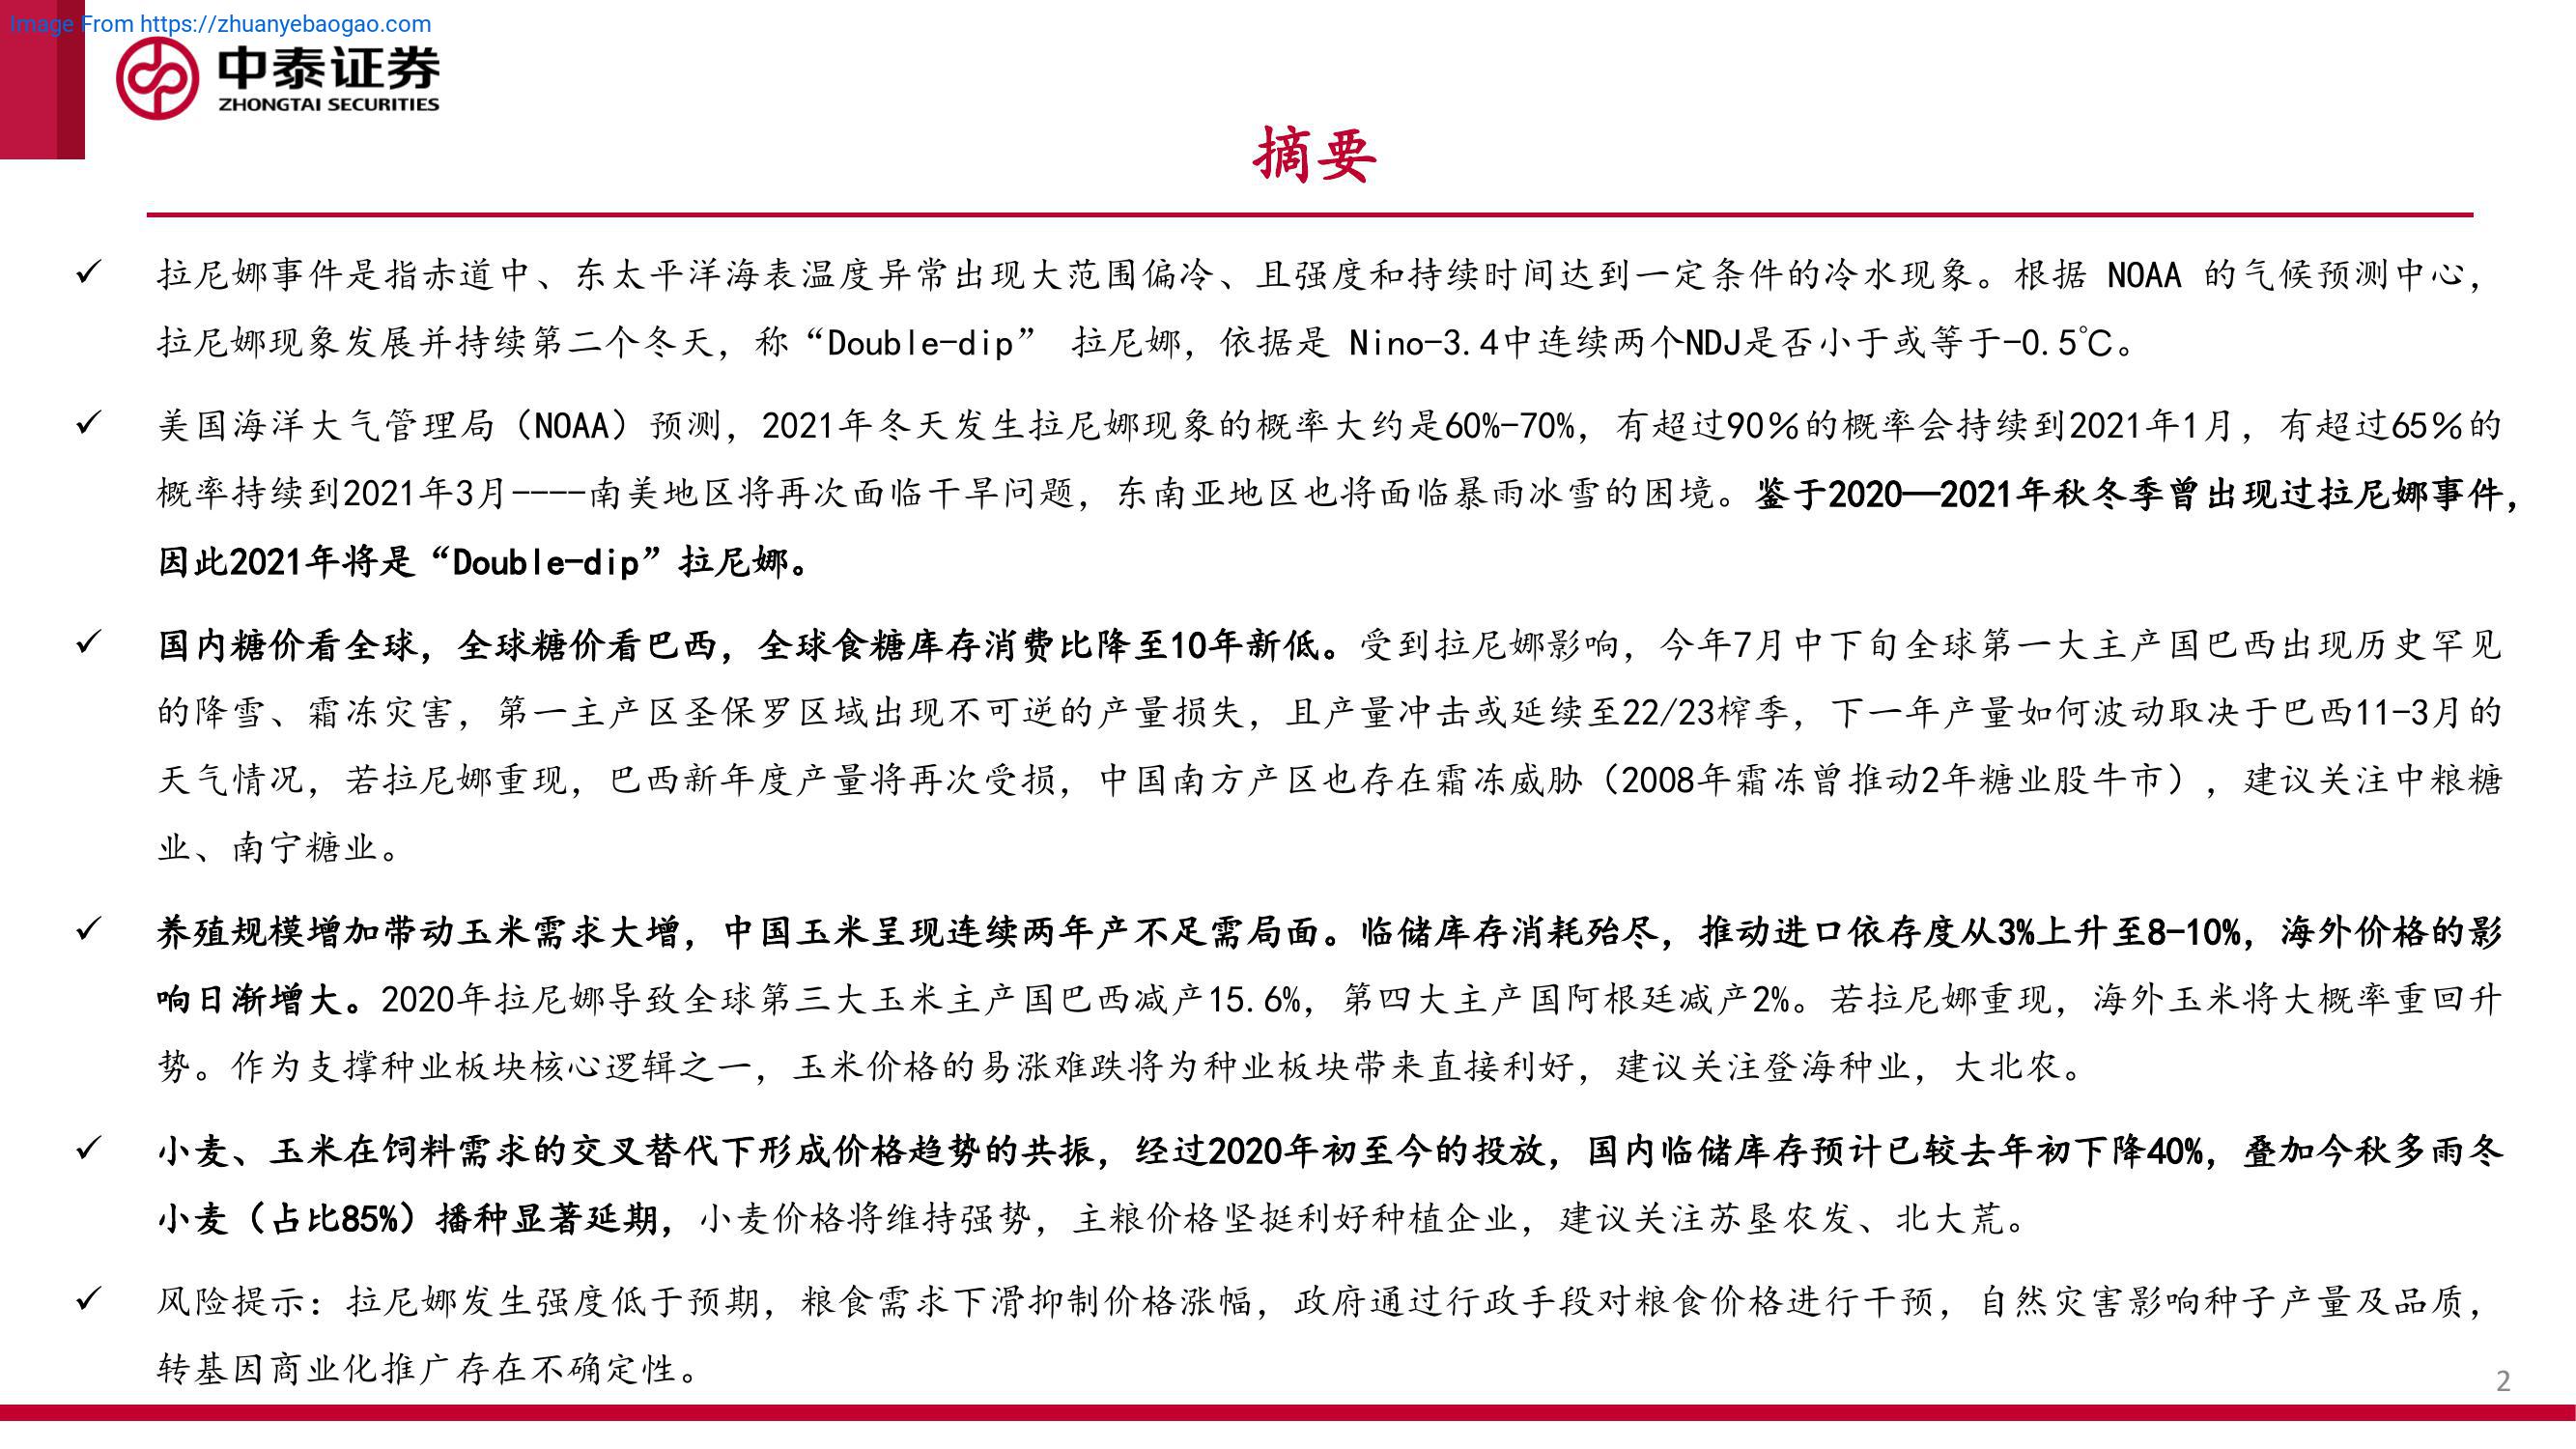 Image From https://zhuanyebaogao.com
中泰证券
ZHONGTAI SECURITIES
摘要
✓ 拉尼娜事件是指赤道中、东太平洋海表温度异常出现大范围偏冷、且强度和持续时间达到一定条件的冷水现象。根据 NOAA 的气候预测中心，
拉尼娜现象发展并持续第二个冬天，称“Double-dip” 拉尼娜，依据是 Nino-3.4中连续两个NDJ是否小于或等于-0.5℃。
✓ 美国海洋大气管理局（NOAA）预测，2021年冬天发生拉尼娜现象的概率大约是60%-70%，有超过90％的概率会持续到2021年1月，有超过65％的
概率持续到2021年3月----南美地区将再次面临干旱问题，东南亚地区也将面临暴雨冰雪的困境。鉴于2020—2021年秋冬季曾出现过拉尼娜事件，
因此2021年将是“Double-dip”拉尼娜。
✓ 国内糖价看全球，全球糖价看巴西，全球食糖库存消费比降至10年新低。受到拉尼娜影响，今年7月中下旬全球第一大主产国巴西出现历史罕见
的降雪、霜冻灾害，第一主产区圣保罗区域出现不可逆的产量损失，且产量冲击或延续至22/23榨季，下一年产量如何波动取决于巴西11-3月的
天气情况，若拉尼娜重现，巴西新年度产量将再次受损，中国南方产区也存在霜冻威胁（2008年霜冻曾推动2年糖业股牛市），建议关注中粮糖
业、南宁糖业。
✓ 养殖规模增加带动玉米需求大增，中国玉米呈现连续两年产不足需局面。临储库存消耗殆尽，推动进口依存度从3%上升至8-10%，海外价格的影
响日渐增大。2020年拉尼娜导致全球第三大玉米主产国巴西减产15.6%，第四大主产国阿根廷减产2%。若拉尼娜重现，海外玉米将大概率重回升
势。作为支撑种业板块核心逻辑之一，玉米价格的易涨难跌将为种业板块带来直接利好，建议关注登海种业，大北农。
✓ 小麦、玉米在饲料需求的交叉替代下形成价格趋势的共振，经过2020年初至今的投放，国内临储库存预计已较去年初下降40%，叠加今秋多雨冬
小麦（占比85%）播种显著延期，小麦价格将维持强势，主粮价格坚挺利好种植企业，建议关注苏垦农发、北大荒。
✓ 风险提示：拉尼娜发生强度低于预期，粮食需求下滑抑制价格涨幅，政府通过行政手段对粮食价格进行干预，自然灾害影响种子产量及品质，
转基因商业化推广存在不确定性。
2